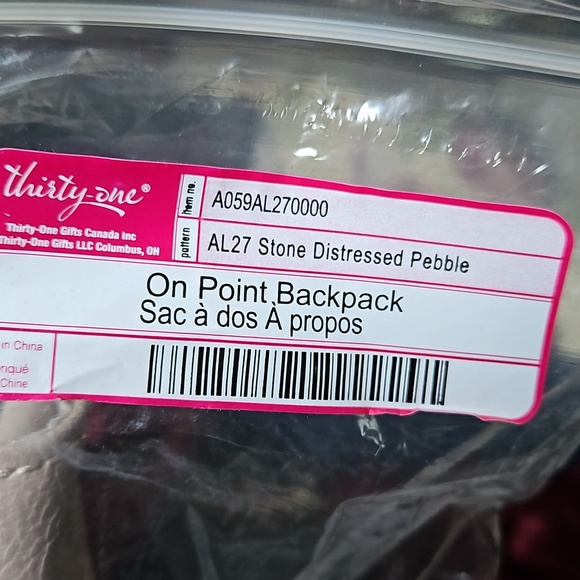 thirty-one®
Thirty-One Gifts Canada Inc
Thirty-One Gifts LLC Columbus, OH
item no. A059AL270000
pattern AL27 Stone Distressed Pebble
On Point Backpack
Sac à dos À propos
in China
Chine